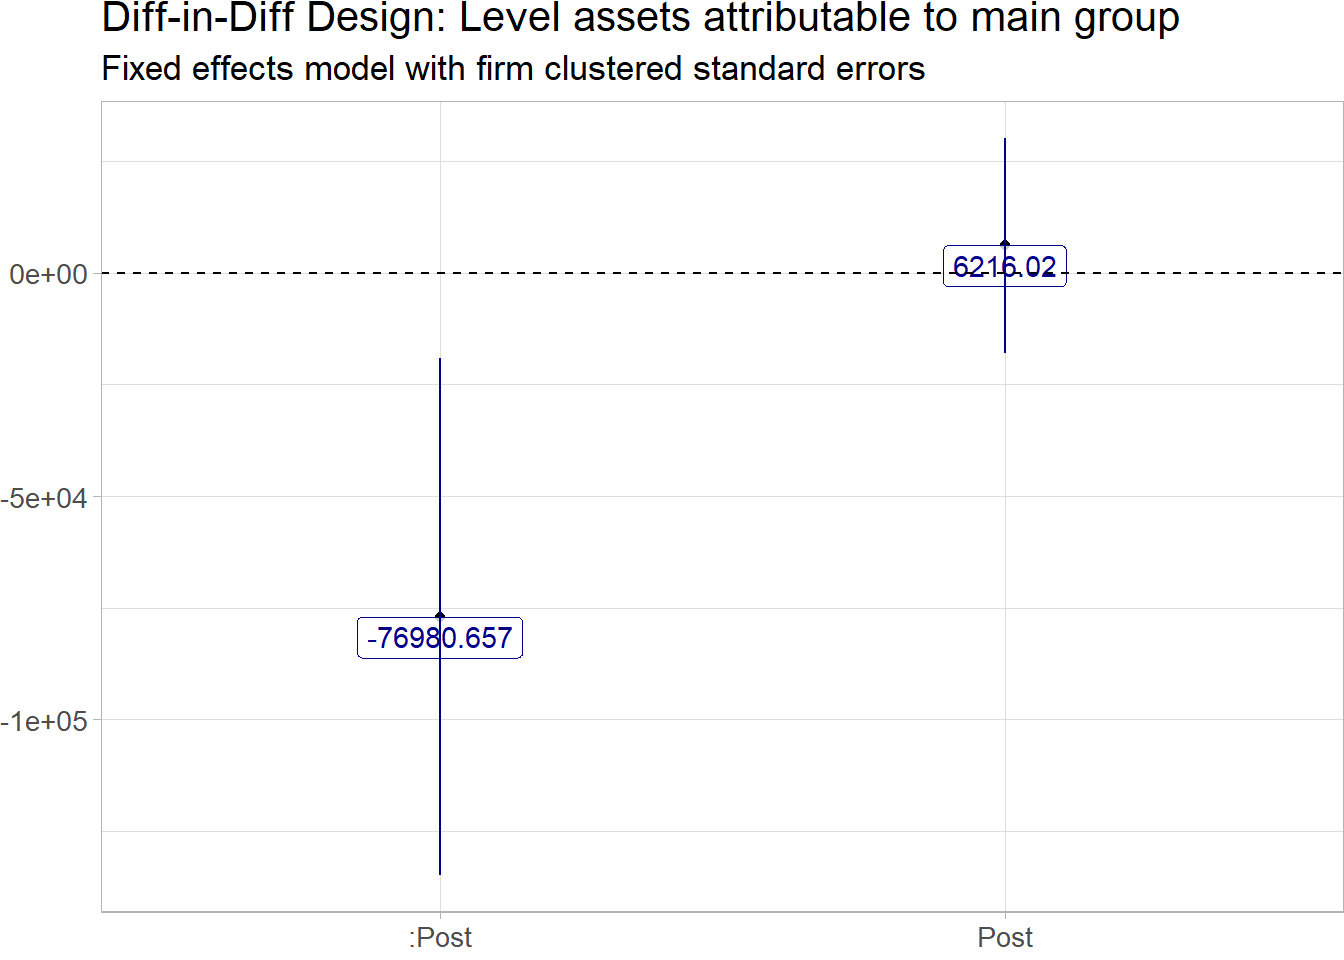 Diff-in-Diff Design: Level assets attributable to main group
Fixed effects model with firm clustered standard errors
0e+00
6216.02
-5e+04
-76980.657
-1e+05
:Post
Post